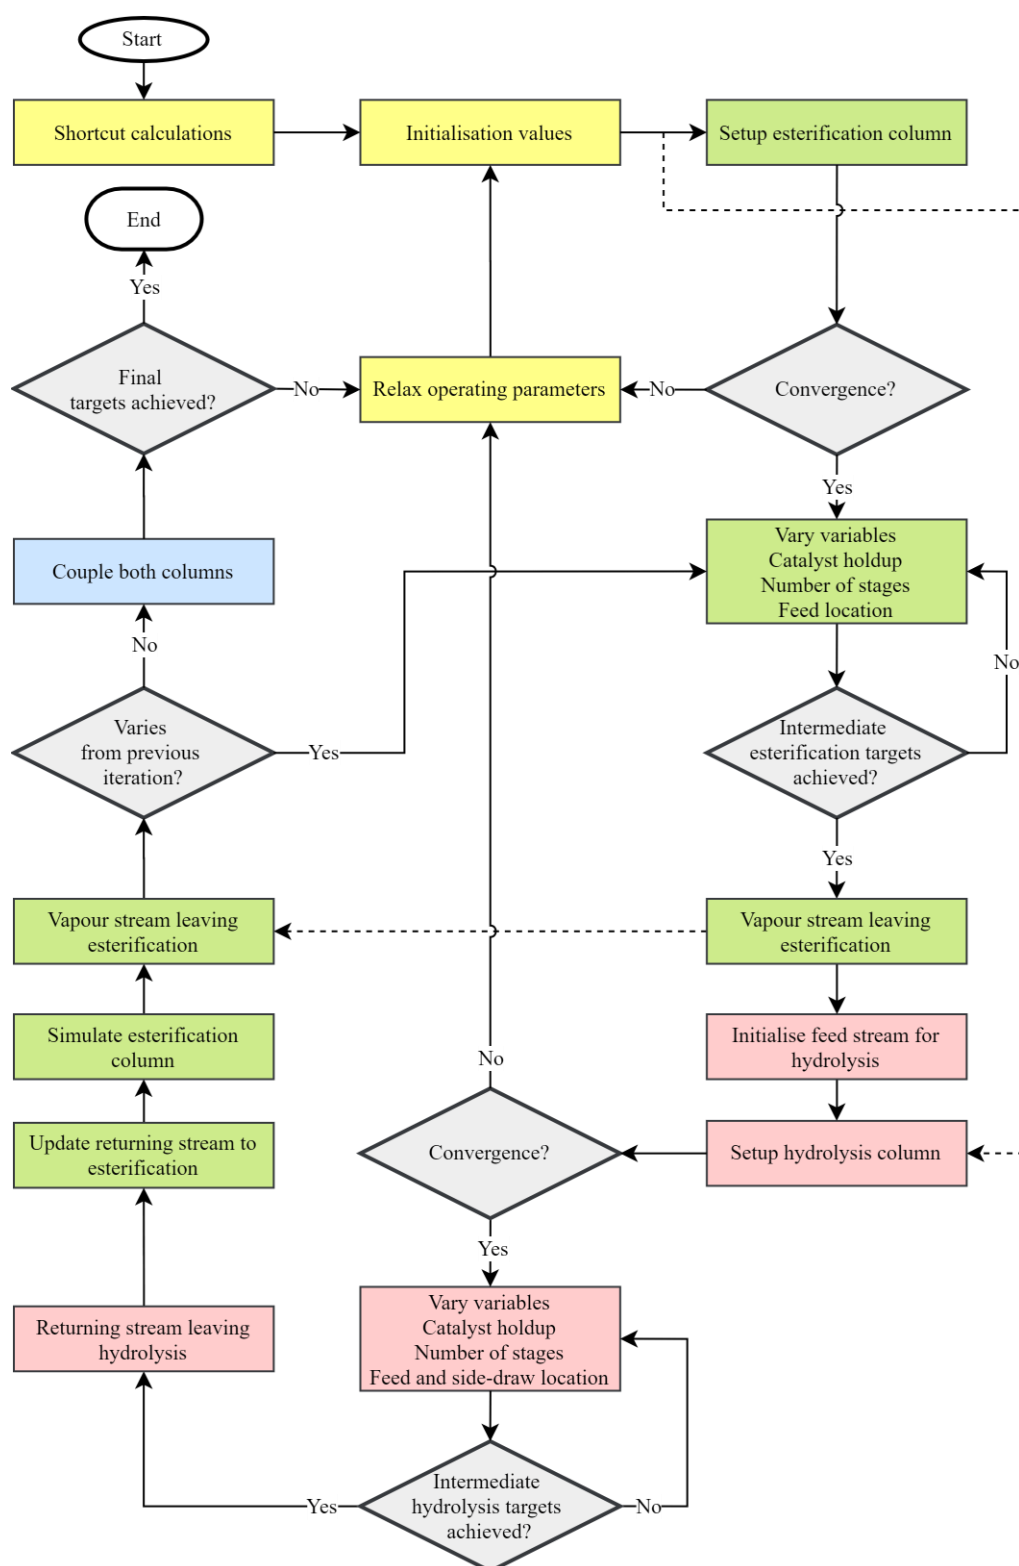 Start
Shortcut calculations
Initialisation values
Setup esterification column
End
Yes
Final
targets achieved?
No
Relax operating parameters
No
Convergence?
Yes
Couple both columns
Vary variables
Catalyst holdup
Number of stages
Feed location
No
No
Varies
from previous
iteration?
Yes
Intermediate
esterification targets
achieved?
Yes
Vapour stream leaving
esterification
Vapour stream leaving
esterification
Simulate esterification
column
Initialise feed stream for
hydrolysis
No
Update returning stream to
esterification
Convergence?
Setup hydrolysis column
Yes
Returning stream leaving
hydrolysis
Vary variables
Catalyst holdup
Number of stages
Feed and side-draw location
Yes
Intermediate
hydrolysis targets
achieved?
No